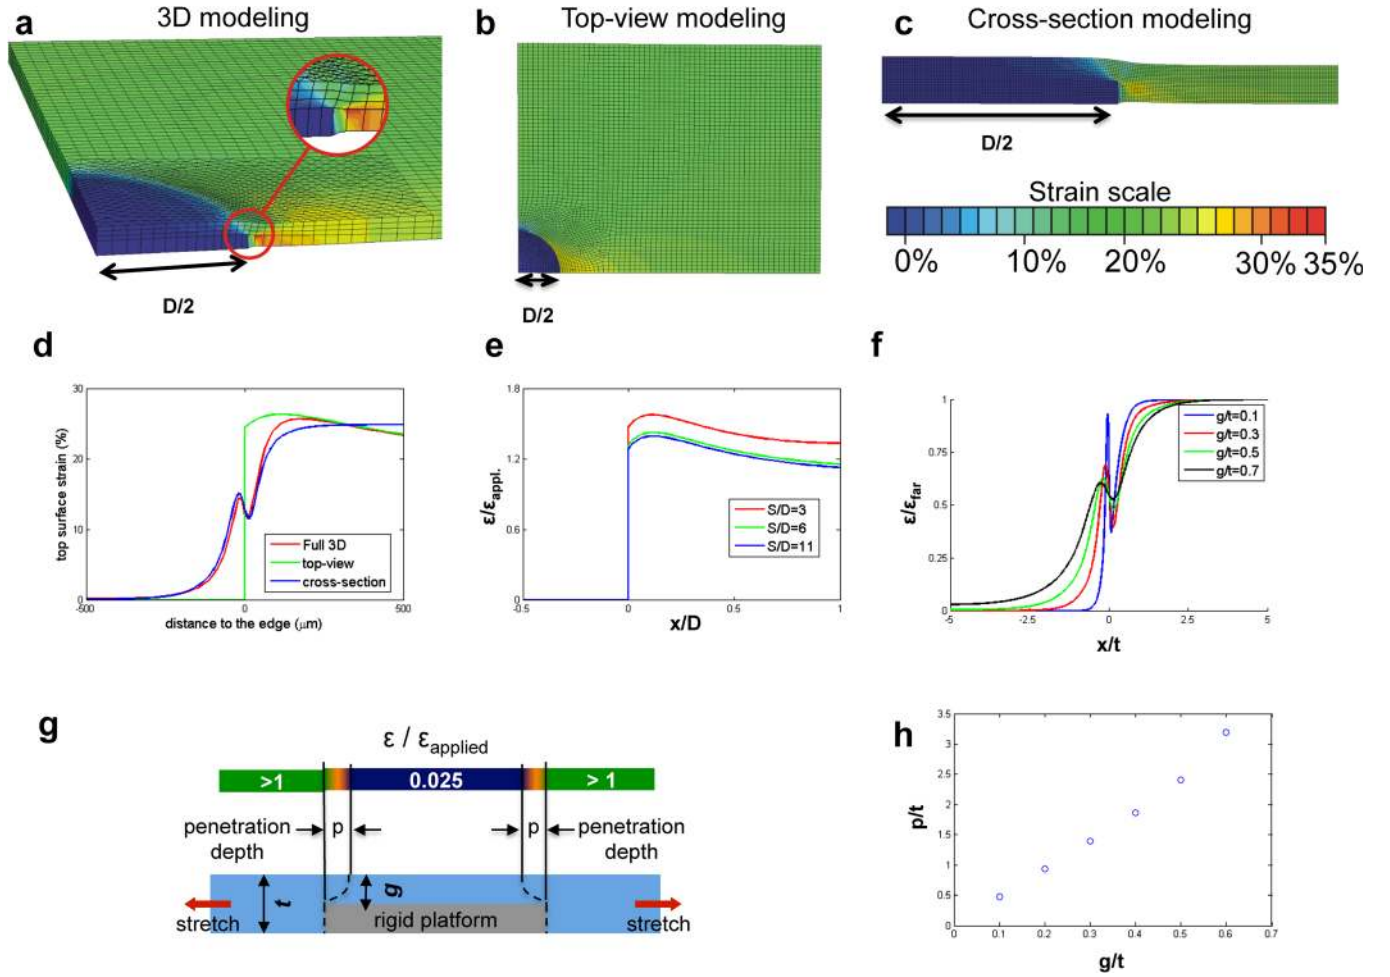 a 3D modeling
b Top-view modeling
c Cross-section modeling
D/2
D/2
D/2
Strain scale
0% 10% 20% 30% 35%
d
top surface strain (%)
30
20
10
0
-500 0 500
distance to the edge (μm)
Full 3D
top-view
cross-section
e
ε/εappl.
1.8
1.2
0.6
0
-0.5 0 0.5 1
x/D
S/D=3
S/D=6
S/D=11
f
ε/εfar
1
0.75
0.5
0.25
0
-5 -2.5 0 2.5 5
x/t
g/t=0.1
g/t=0.3
g/t=0.5
g/t=0.7
g
ε / εapplied
>1 0.025 > 1
penetration depth p p penetration depth
t g
stretch rigid platform stretch
h
p/t
3.5
3
2.5
2
1.5
1
0.5
0
0 0.1 0.2 0.3 0.4 0.5 0.6 0.7
g/t